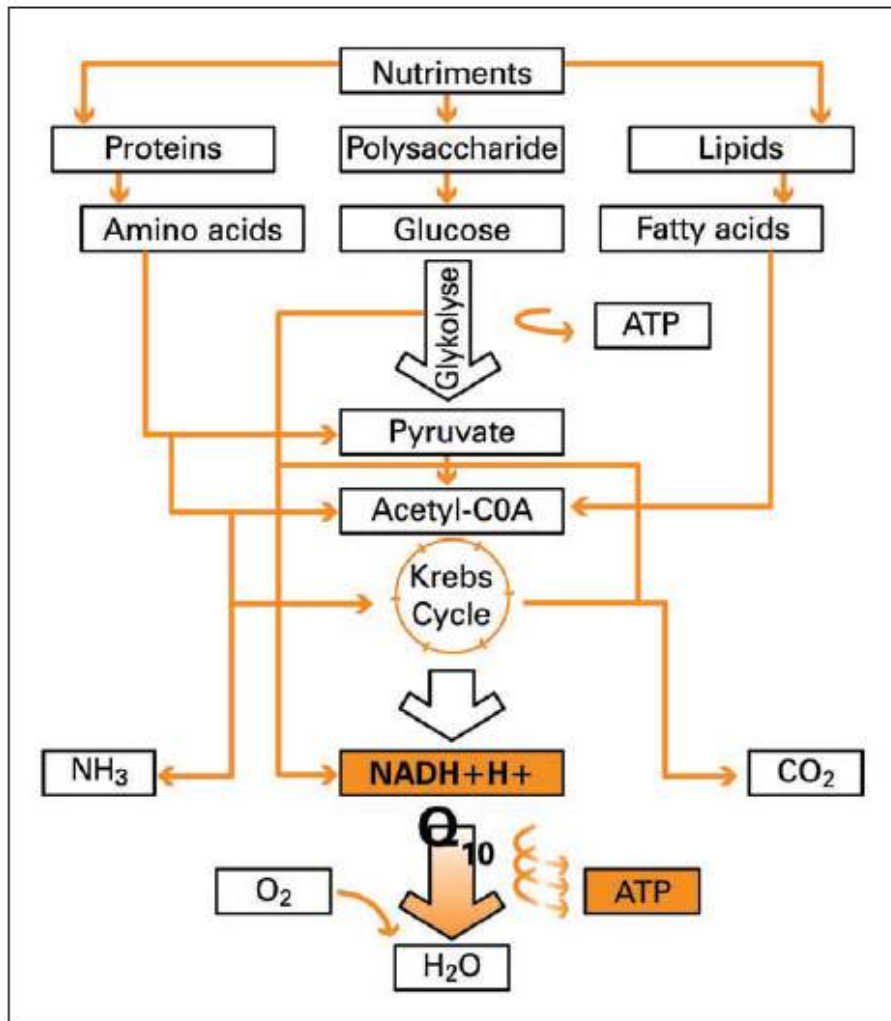 Nutriments
Proteins
Polysaccharide
Lipids
Amino acids
Glucose
Fatty acids
Glykolyse
ATP
Pyruvate
Acetyl-C0A
Krebs
Cycle
NH₃
NADH+H+
CO₂
Q₁₀
O₂
ATP
H₂O